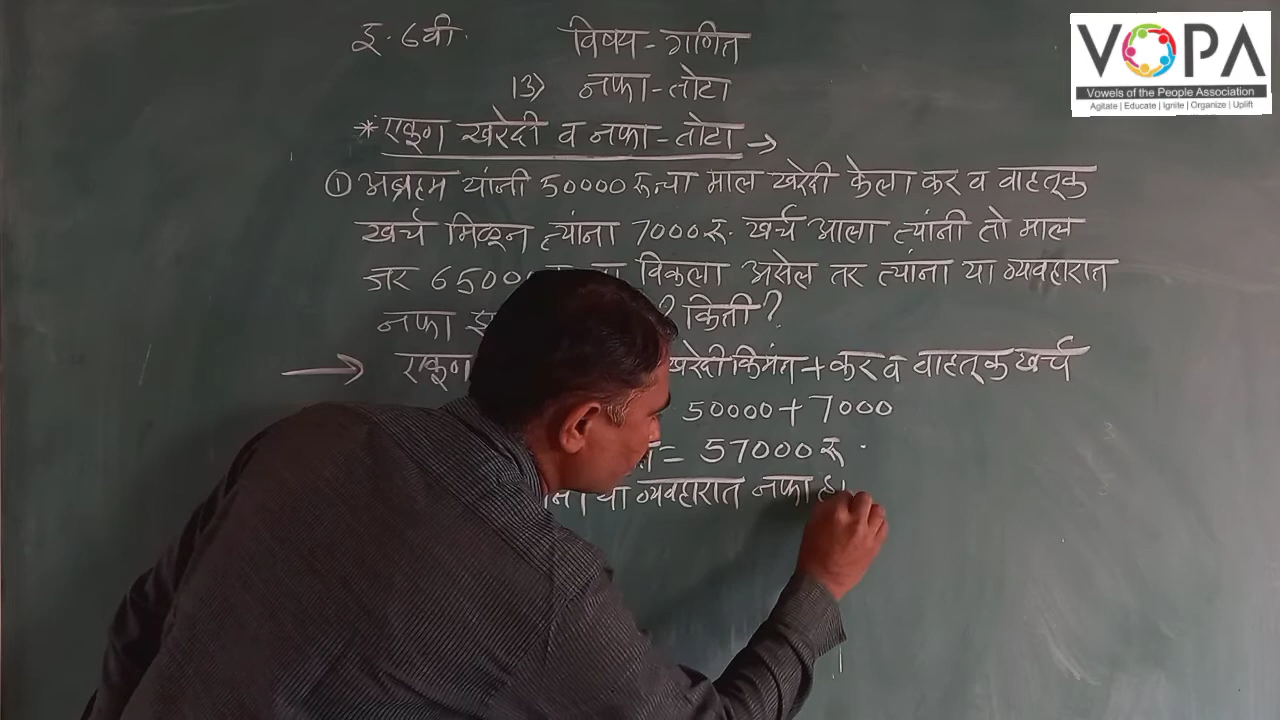 इ. 6वी. विषय - गणित
13) नफा - तोटा
* एकूण खरेदी व नफा - तोटा →
① अब्राहम यांनी 50000 रु.चा माल खरेदी केला कर व वाहतूक
खर्च मिळून त्यांना 7000 रु. खर्च आला त्यांनी तो माल
जर 6500 विकला असेल तर त्यांना या व्यवहारात
नफा ? किती ?
→ एकूण खरेदी किंमत + कर व वाहतूक खर्च
50000 + 7000
= 57000 रु.
या व्यवहारात नफा
VOPA
Vowels of the People Association
Agitate | Educate | Ignite | Organize | Uplift